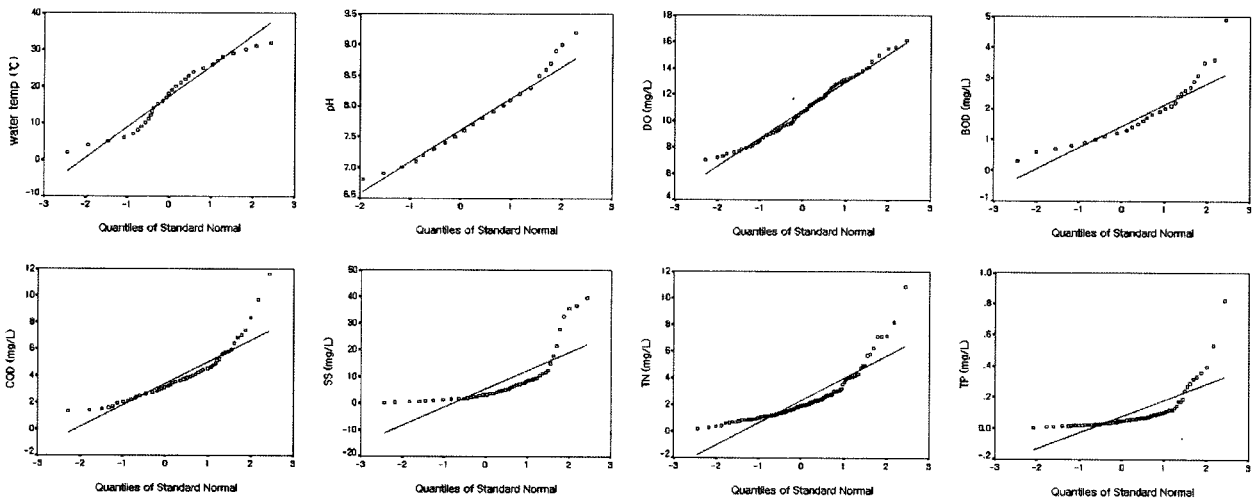 Water temp (℃)
40
30
20
10
0
-10
-3 -2 -1 0 1 2 3
Quantiles of Standard Normal
pH
9.5
9.0
8.5
8.0
7.5
7.0
6.5
-2 -1 0 1 2 3
Quantiles of Standard Normal
DO (mg/L)
18
16
14
12
10
8
6
4
-3 -2 -1 0 1 2 3
Quantiles of Standard Normal
BOD (mg/L)
5
4
3
2
1
0
-1
-3 -2 -1 0 1 2 3
Quantiles of Standard Normal
COD (mg/L)
12
10
8
6
4
2
0
-2
-3 -2 -1 0 1 2 3
Quantiles of Standard Normal
SS (mg/L)
50
40
30
20
10
0
-10
-20
-3 -2 -1 0 1 2 3
Quantiles of Standard Normal
TN (mg/L)
12
10
8
6
4
2
0
-2
-3 -2 -1 0 1 2 3
Quantiles of Standard Normal
TP (mg/L)
1.0
.8
.6
.4
.2
0.0
-.2
-3 -2 -1 0 1 2 3
Quantiles of Standard Normal